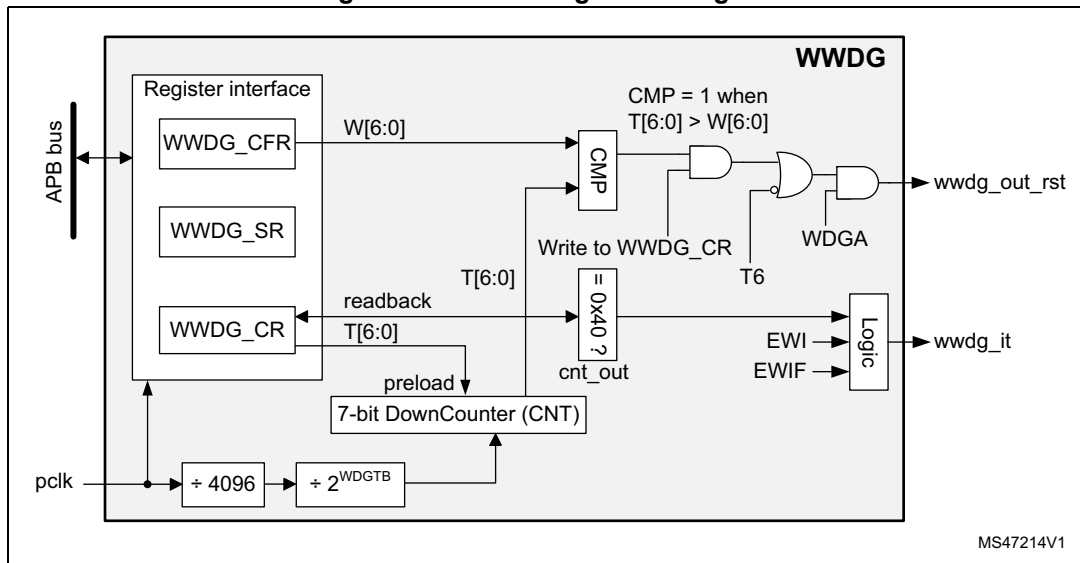 WWDG
Register interface
CMP = 1 when
T[6:0] > W[6:0]
APB bus
WWDG_CFR
W[6:0]
CMP
wwdg_out_rst
WWDG_SR
Write to WWDG_CR
WDGA
T6
T[6:0]
readback
= 0x40 ?
WWDG_CR
T[6:0]
EWI
Logic
wwdg_it
preload
cnt_out
EWIF
7-bit DownCounter (CNT)
pclk
÷ 4096
÷ 2^WDGTB
MS47214V1